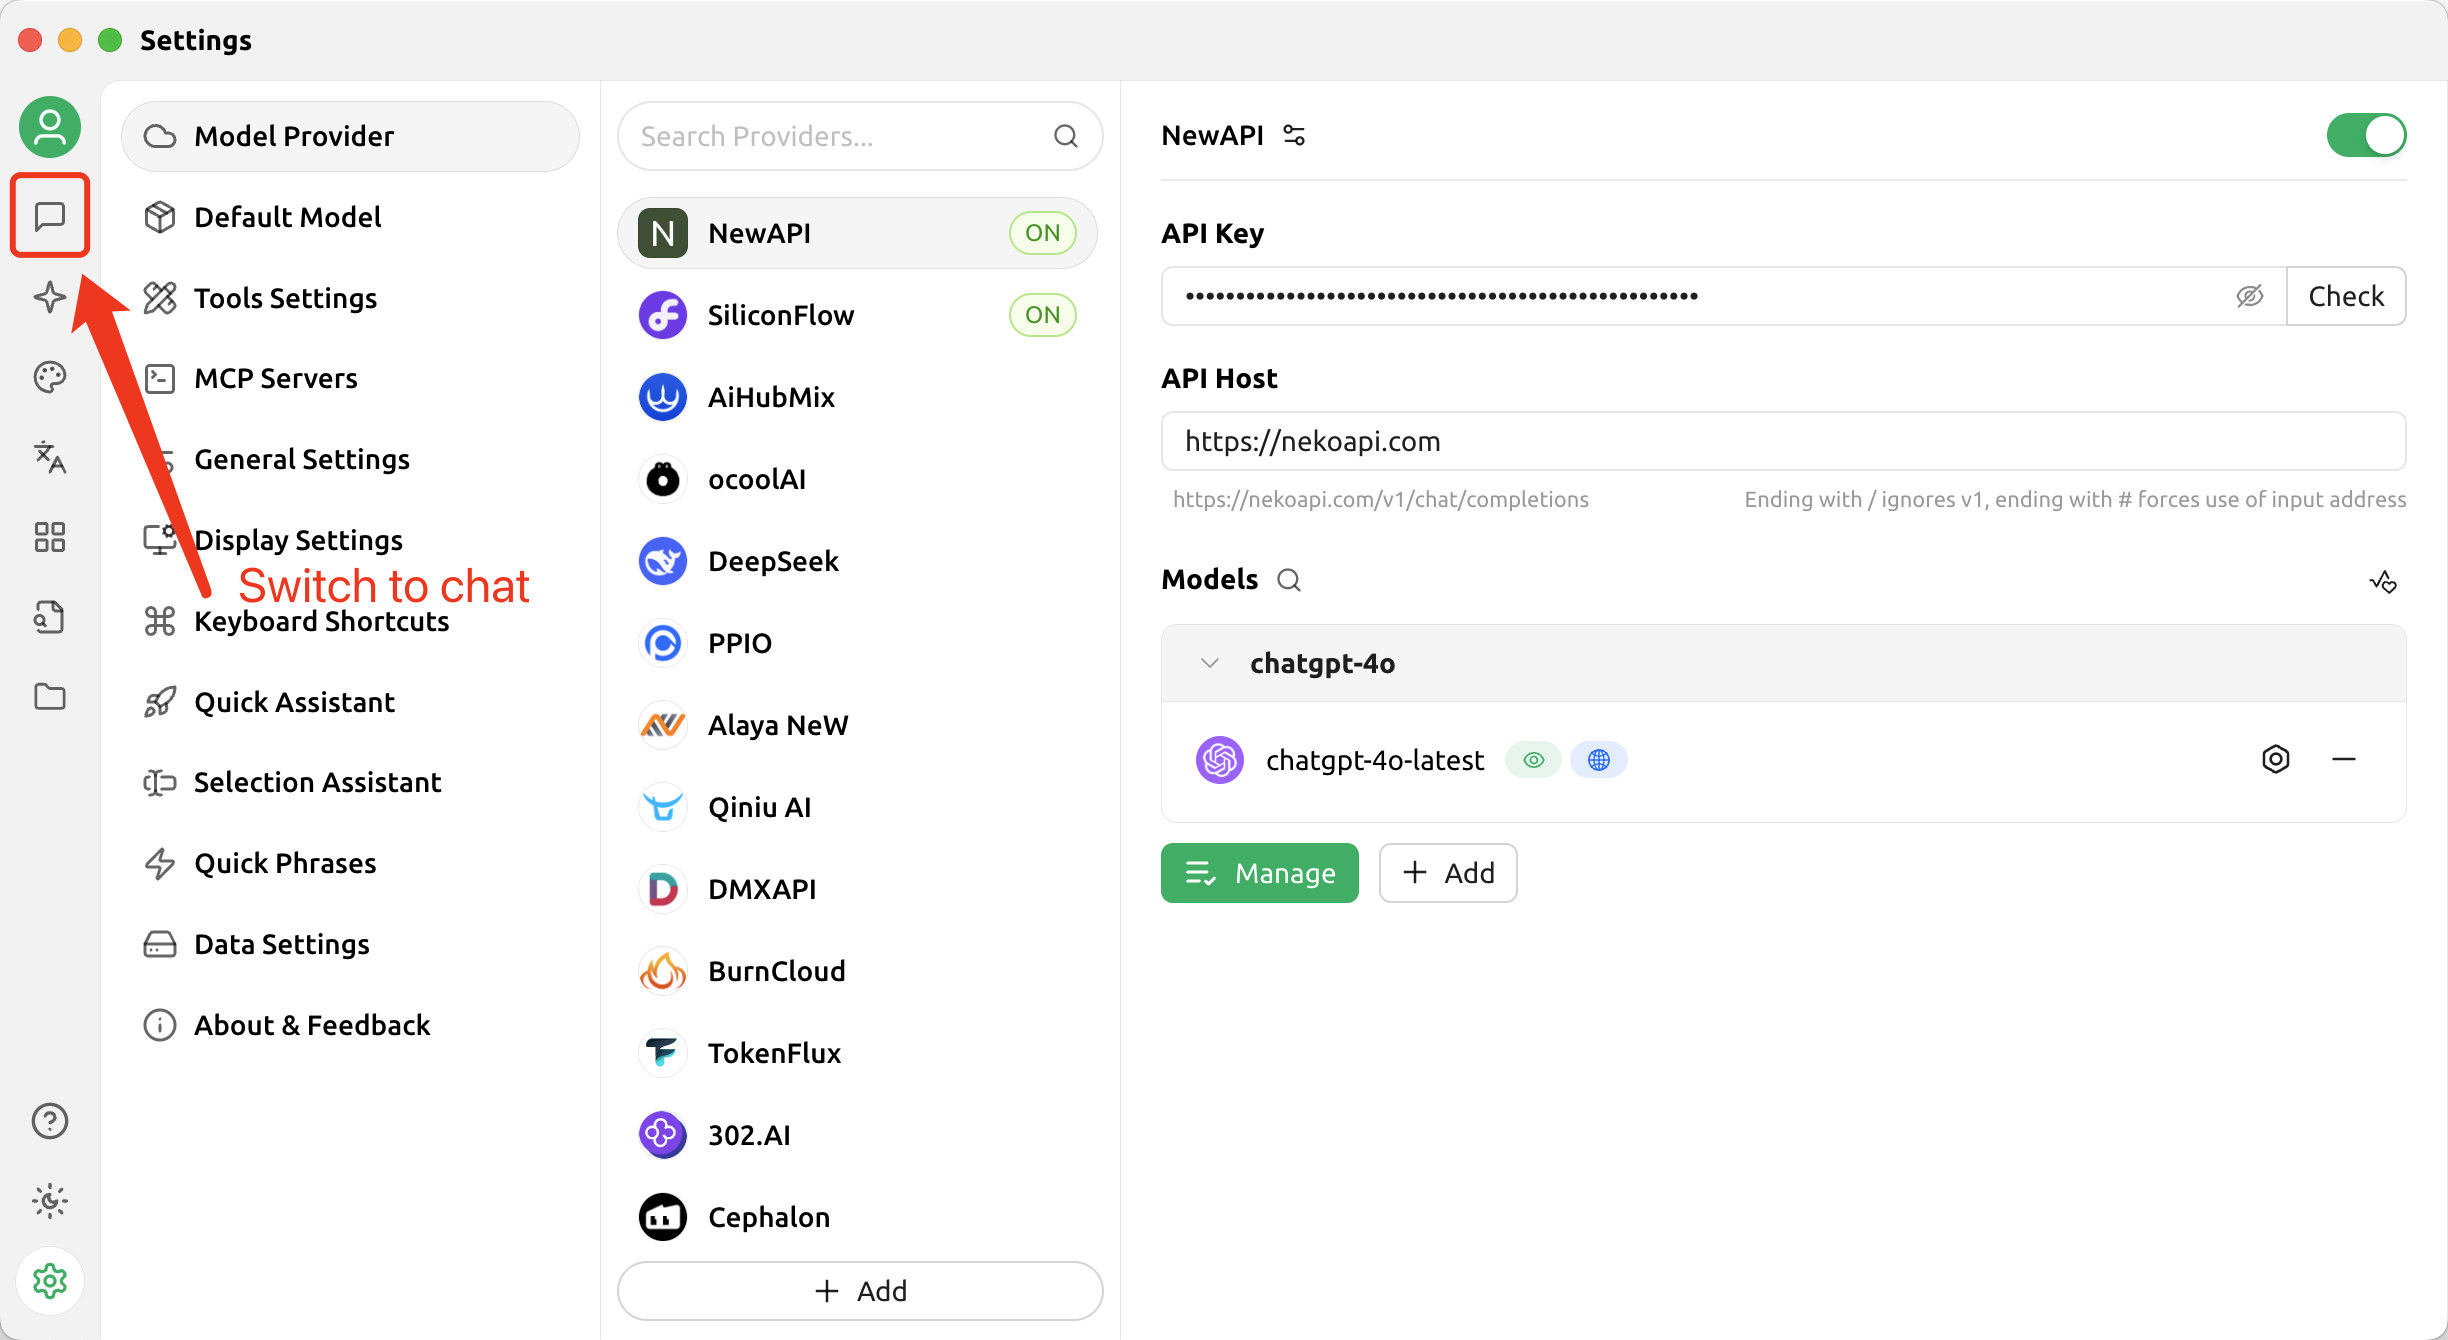 Settings
Model Provider
Default Model
Tools Settings
MCP Servers
General Settings
Display Settings
Switch to chat
Keyboard Shortcuts
Quick Assistant
Selection Assistant
Quick Phrases
Data Settings
About & Feedback
Search Providers...
N NewAPI ON
SiliconFlow ON
AiHubMix
ocoolAI
DeepSeek
PPIO
Alaya NeW
Qiniu AI
DMXAPI
BurnCloud
TokenFlux
302.AI
Cephalon
+ Add
NewAPI
API Key
•••••••••••••••••••••••••••••••••••••••••••••••••••
Check
API Host
https://nekoapi.com
https://nekoapi.com/v1/chat/completions Ending with / ignores v1, ending with # forces use of input address
Models
chatgpt-4o
chatgpt-4o-latest
Manage + Add